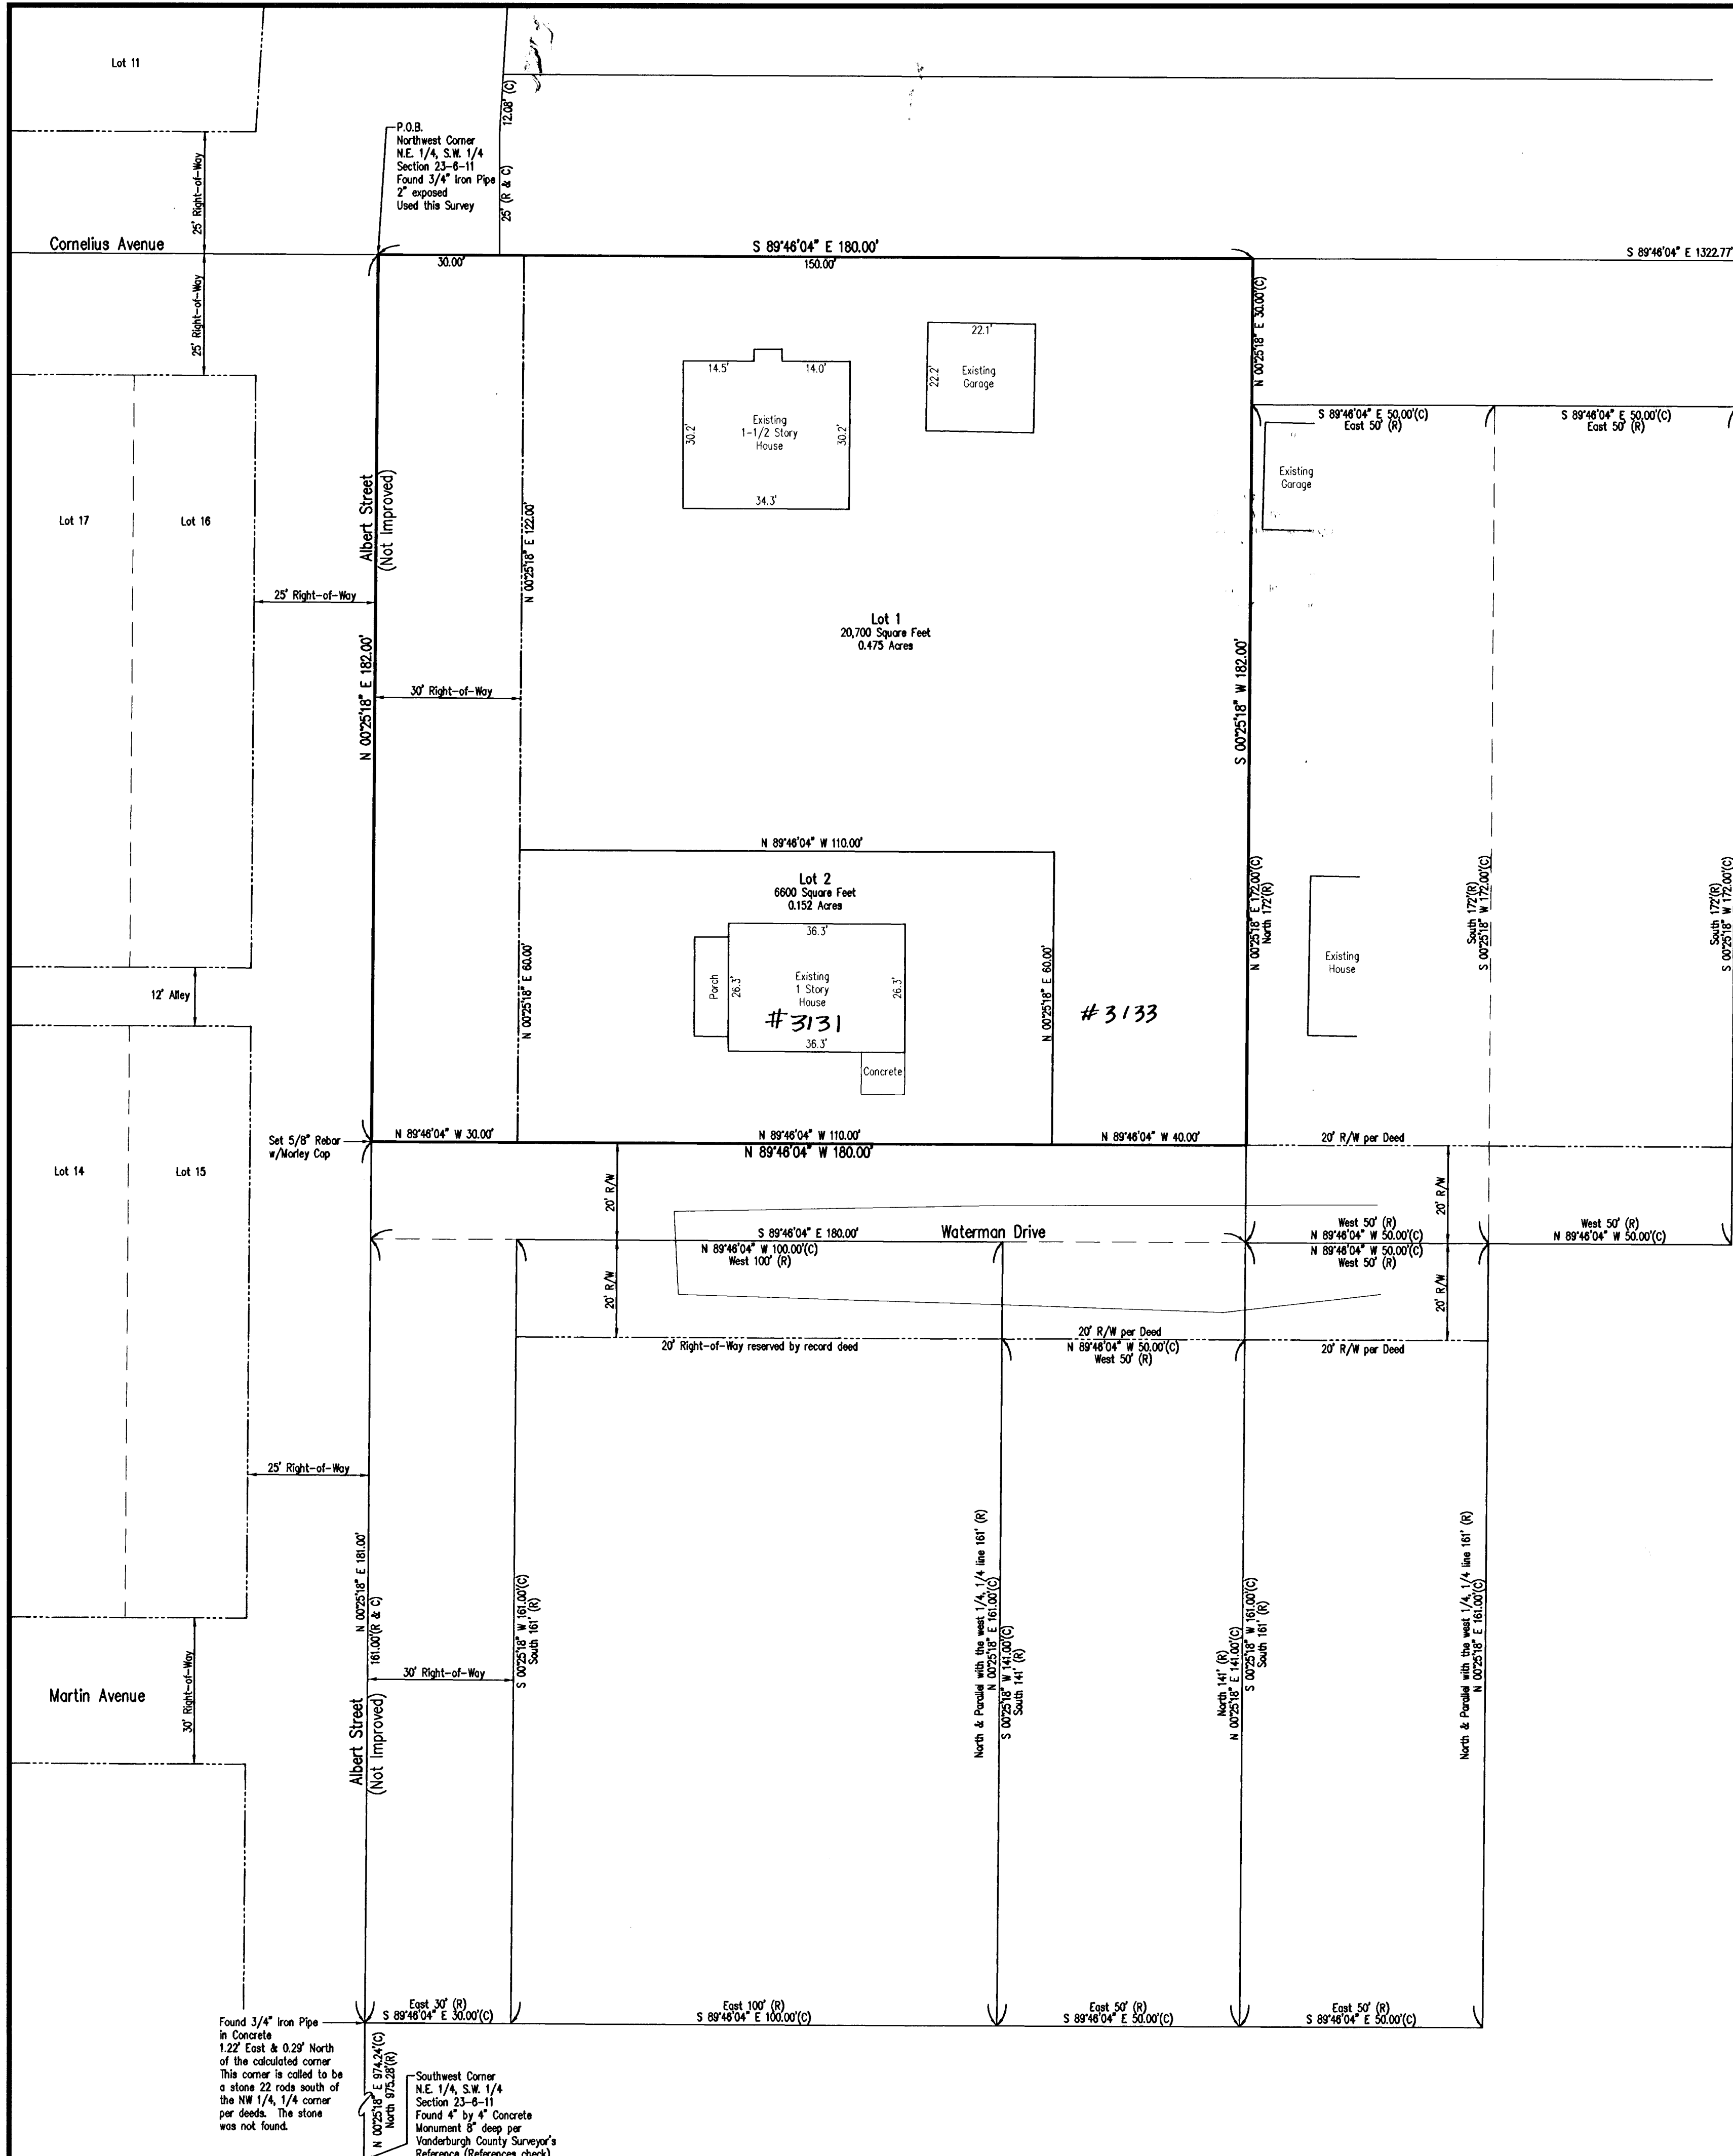 Lot 11
12.08' (C)
P.O.B.
Northwest Corner
N.E. 1/4, S.W. 1/4
Section 23-6-11
Found 3/4" Iron Pipe
2" exposed
Used this Survey
25' (R & C)
25' Right-of-Way
Cornelius Avenue
S 89°46'04" E 180.00'
S 89°46'04" E 1322.77'
30.00'
150.00'
25' Right-of-Way
N 00°25'18" E 30.00'(C)
22.1'
22.2'
Existing
Garage
14.5'
14.0'
30.2'
Existing
1-1/2 Story
House
30.2'
34.3'
S 89°46'04" E 50.00'(C)
East 50' (R)
S 89°46'04" E 50.00'(C)
East 50' (R)
Existing
Garage
Lot 17
Lot 16
Albert Street
(Not Improved)
N 00°25'18" E 122.00'
25' Right-of-Way
Lot 1
20,700 Square Feet
0.475 Acres
N 00°25'18" E 182.00'
30' Right-of-Way
S 00°25'18" W 182.00'
N 89°46'04" W 110.00'
Lot 2
6600 Square Feet
0.152 Acres
N 00°25'18" E 172.00'(C)
North 172'(R)
South 172'(R)
S 00°25'18" W 172.00'(C)
South 172'(R)
S 00°25'18" W 172.00'(C)
36.3'
Porch
26.3'
Existing
1 Story
House
26.3'
#3131
36.3'
Concrete
N 00°25'18" E 60.00'
N 00°25'18" E 60.00'
#3133
Existing
House
12' Alley
Set 5/8" Rebar
w/Morley Cap
N 89°46'04" W 30.00'
N 89°46'04" W 110.00'
N 89°46'04" W 40.00'
N 89°46'04" W 180.00'
20' R/W per Deed
Lot 14
Lot 15
20' R/W
20' R/W
S 89°46'04" E 180.00'
Waterman Drive
N 89°46'04" W 100.00'(C)
West 100' (R)
West 50' (R)
N 89°46'04" W 50.00'(C)
N 89°46'04" W 50.00'(C)
West 50' (R)
West 50' (R)
N 89°46'04" W 50.00'(C)
20' R/W
20' R/W
20' Right-of-Way reserved by record deed
20' R/W per Deed
N 89°46'04" W 50.00'(C)
West 50' (R)
20' R/W per Deed
25' Right-of-Way
N 00°25'18" E 181.00'
161.00'(R & C)
S 00°25'18" W 161.00'(C)
South 161' (R)
North & Parallel with the west 1/4, 1/4 line 161' (R)
N 00°25'18" E 161.00'(C)
S 00°25'18" W 141.00'(C)
South 141' (R)
North 141' (R)
N 00°25'18" E 141.00'(C)
S 00°25'18" W 161.00'(C)
South 161' (R)
North & Parallel with the west 1/4, 1/4 line 161' (R)
N 00°25'18" E 161.00'(C)
30' Right-of-Way
Martin Avenue
30' Right-of-Way
Albert Street
(Not Improved)
East 30' (R)
S 89°46'04" E 30.00'(C)
East 100' (R)
S 89°46'04" E 100.00'(C)
East 50' (R)
S 89°46'04" E 50.00'(C)
East 50' (R)
S 89°46'04" E 50.00'(C)
Found 3/4" Iron Pipe
in Concrete
1.22' East & 0.29' North
of the calculated corner
This corner is called to be
a stone 22 rods south of
the NW 1/4, 1/4 corner
per deeds. The stone
was not found.
N 00°25'18" E 974.24'(C)
North 975.28'(R)
Southwest Corner
N.E. 1/4, S.W. 1/4
Section 23-6-11
Found 4" by 4" Concrete
Monument 8" deep per
Vanderburgh County Surveyor's
Reference (References check)